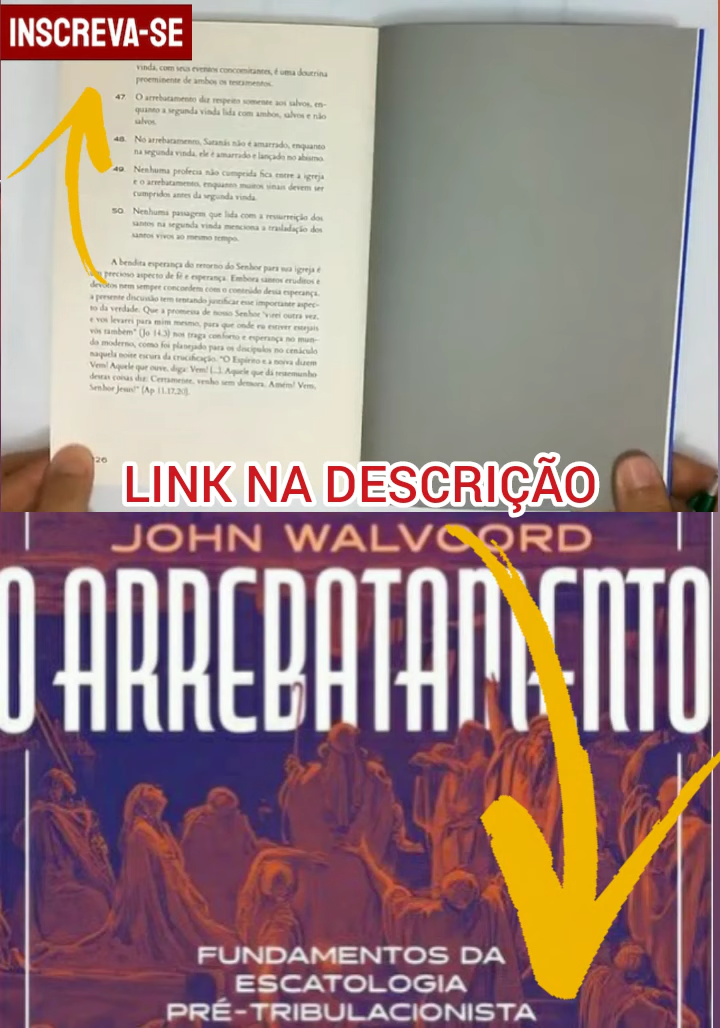 INSCREVA-SE
vinda, com seus eventos concomitantes, é uma doutrina
proeminente de ambos os testamentos.
47. O arrebatamento diz respeito somente aos salvos, en-
quanto a segunda vinda lida com ambos, salvos e não
salvos.
48. No arrebatamento, Satanás não é amarrado, enquanto
na segunda vinda, ele é amarrado e lançado no abismo.
49. Nenhuma profecia não cumprida fica entre a igreja
e o arrebatamento, enquanto muitos sinais devem ser
cumpridos antes da segunda vinda.
50. Nenhuma passagem que lida com a ressurreição dos
santos na segunda vinda menciona a trasladação dos
santos vivos ao mesmo tempo.
A bendita esperança do retorno do Senhor para sua igreja é
um precioso aspecto de fé e esperança. Embora santos eruditos e
devotos nem sempre concordem com o conteúdo dessa esperança,
a presente discussão tem tentando justificar esse importante aspec-
to da verdade. Que a promessa de nosso Senhor "virei outra vez,
e vos levarei para mim mesmo, para que onde eu estiver estejais
vós também" (Jo 14.3) nos traga conforto e esperança no mun-
do moderno, como foi planejado para os discípulos no cenáculo
naquela noite escura da crucificação. "O Espírito e a noiva dizem
Vem! Aquele que ouve, diga: Vem! [...]. Aquele que dá testemunho
destas coisas diz: Certamente, venho sem demora. Amém! Vem,
Senhor Jesus!" (Ap 11.17,20).
126
LINK NA DESCRIÇÃO
JOHN WALVOORD
O ARREBATAMENTO
FUNDAMENTOS DA
ESCATOLOGIA
PRÉ-TRIBULACIONISTA